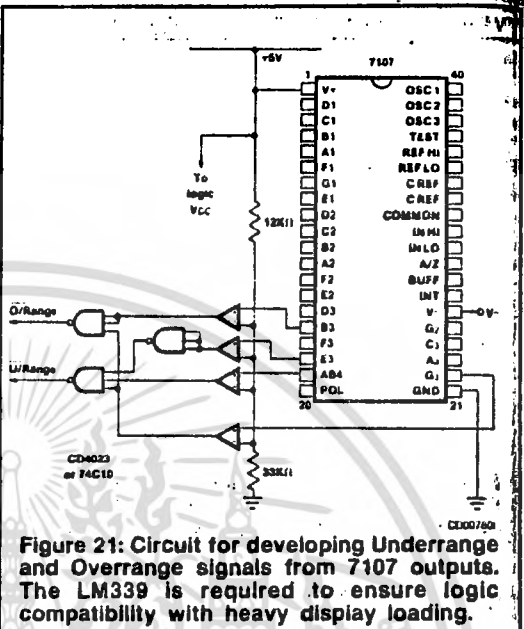 +5V
7107
1
40
V+
D1
C1
B1
A1
F1
G1
E1
D2
C2
B2
A2
F2
E2
D3
B3
F3
E3
AB4
POL
20
OSC 1
OSC 2
OSC 3
TEST
REF HI
REF LO
C REF
C REF
COMMON
IN HI
IN LO
A/Z
BUFF
INT
V-
G2
C3
A3
G3
GND
21
V-
To
logic
VCC
12KΩ
O/Range
U/Range
CD4023
or 74C10
33KΩ
Figure 21: Circuit for developing Underrange
and Overrange signals from 7107 outputs.
The LM339 is required to ensure logic
compatibility with heavy display loading.